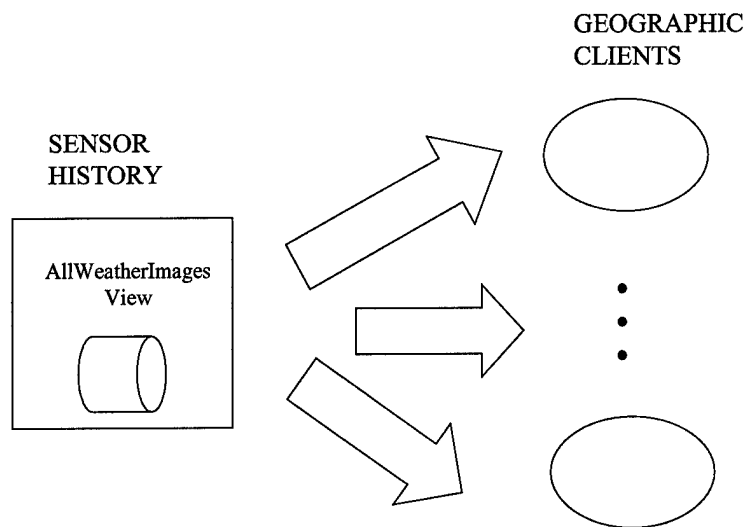 GEOGRAPHIC
CLIENTS
SENSOR
HISTORY
AllWeatherImages
View